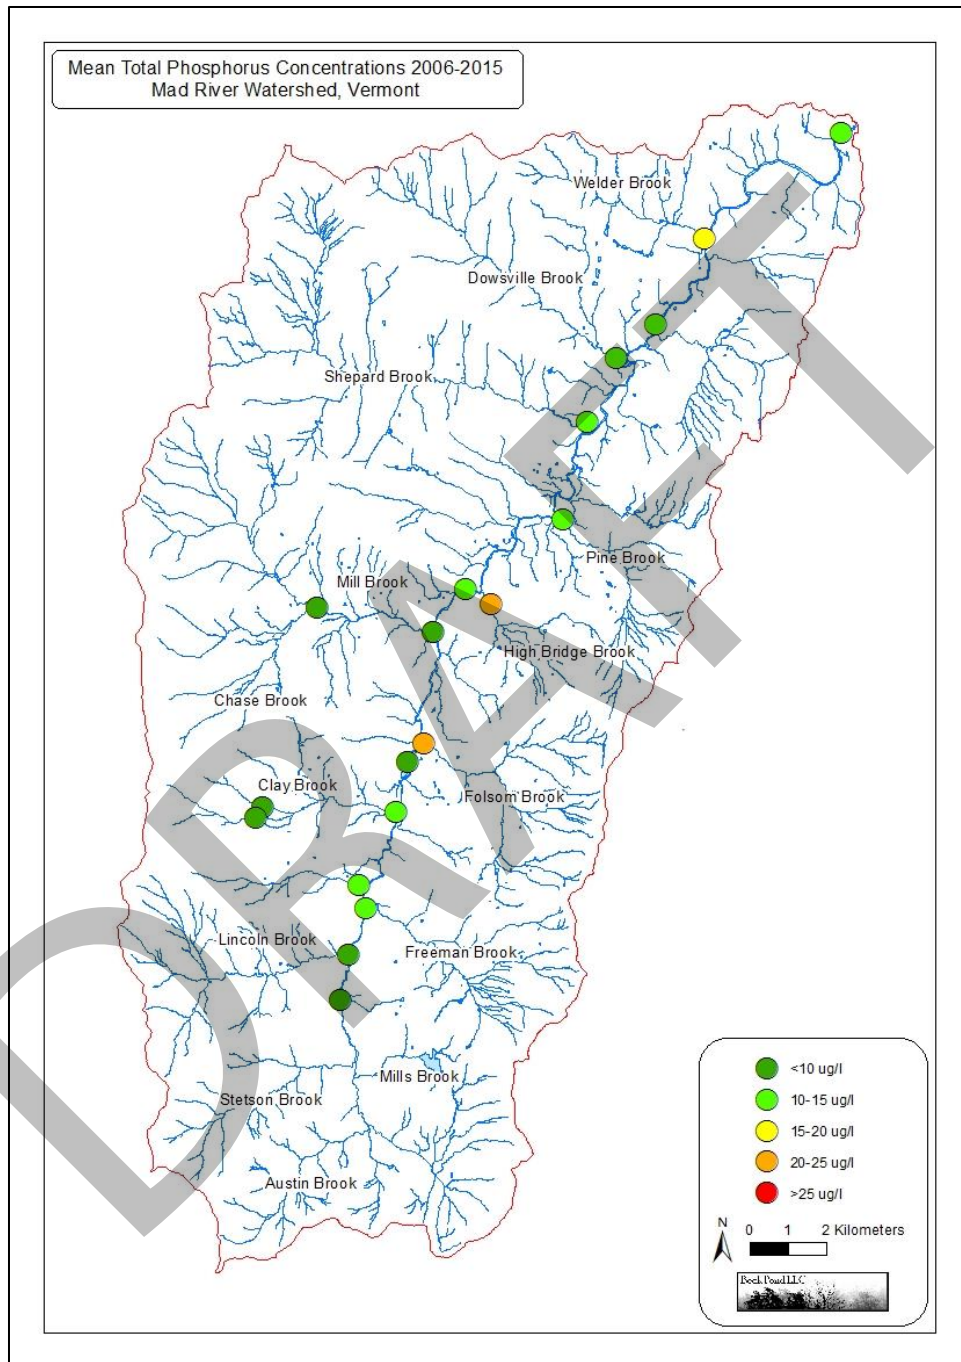 Mean Total Phosphorus Concentrations 2006-2015
Mad River Watershed, Vermont
Welder Brook
Dowsville Brook
Shepard Brook
Pine Brook
Mill Brook
High Bridge Brook
Chase Brook
Clay Brook
Folsom Brook
Lincoln Brook
Freeman Brook
Mills Brook
Stetson Brook
Austin Brook
DRAFT
<10 ug/l
10-15 ug/l
15-20 ug/l
20-25 ug/l
>25 ug/l
N
0 1 2 Kilometers
Beck Pond LLC